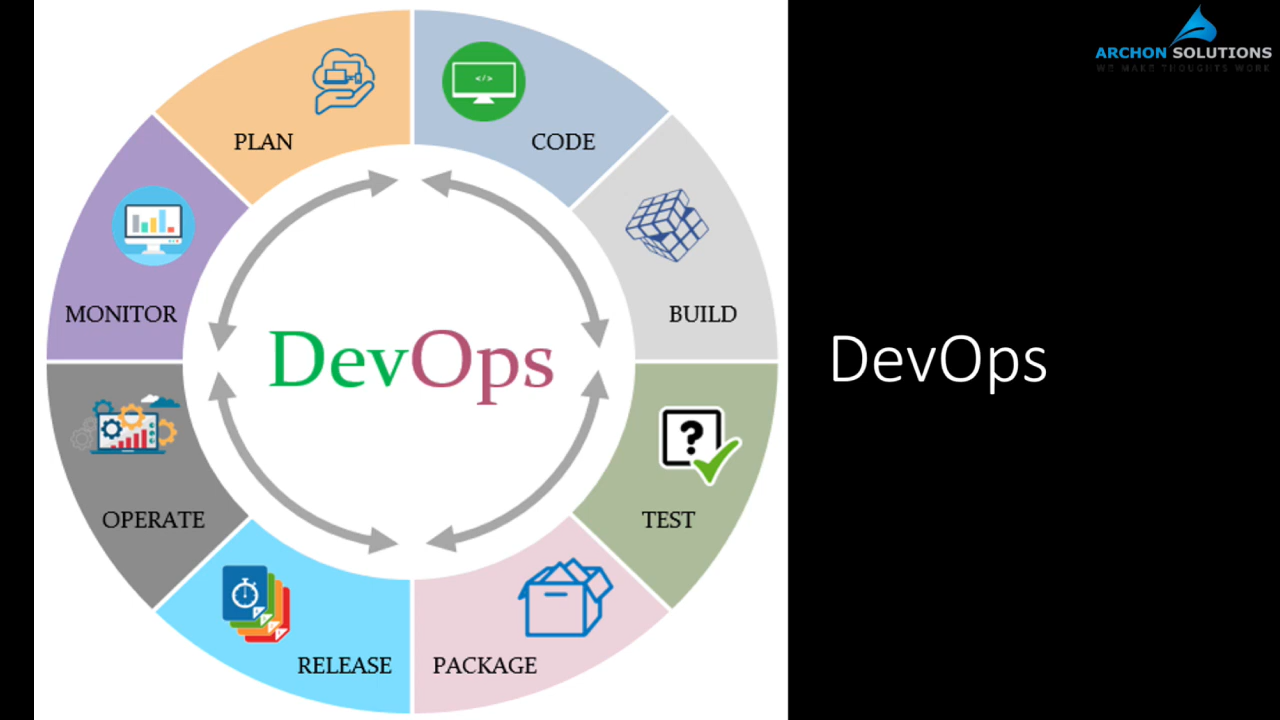 PLAN
CODE
BUILD
TEST
PACKAGE
RELEASE
OPERATE
MONITOR
DevOps
</>
?
DevOps
ARCHON SOLUTIONS
WE MAKE THOUGHTS WORK